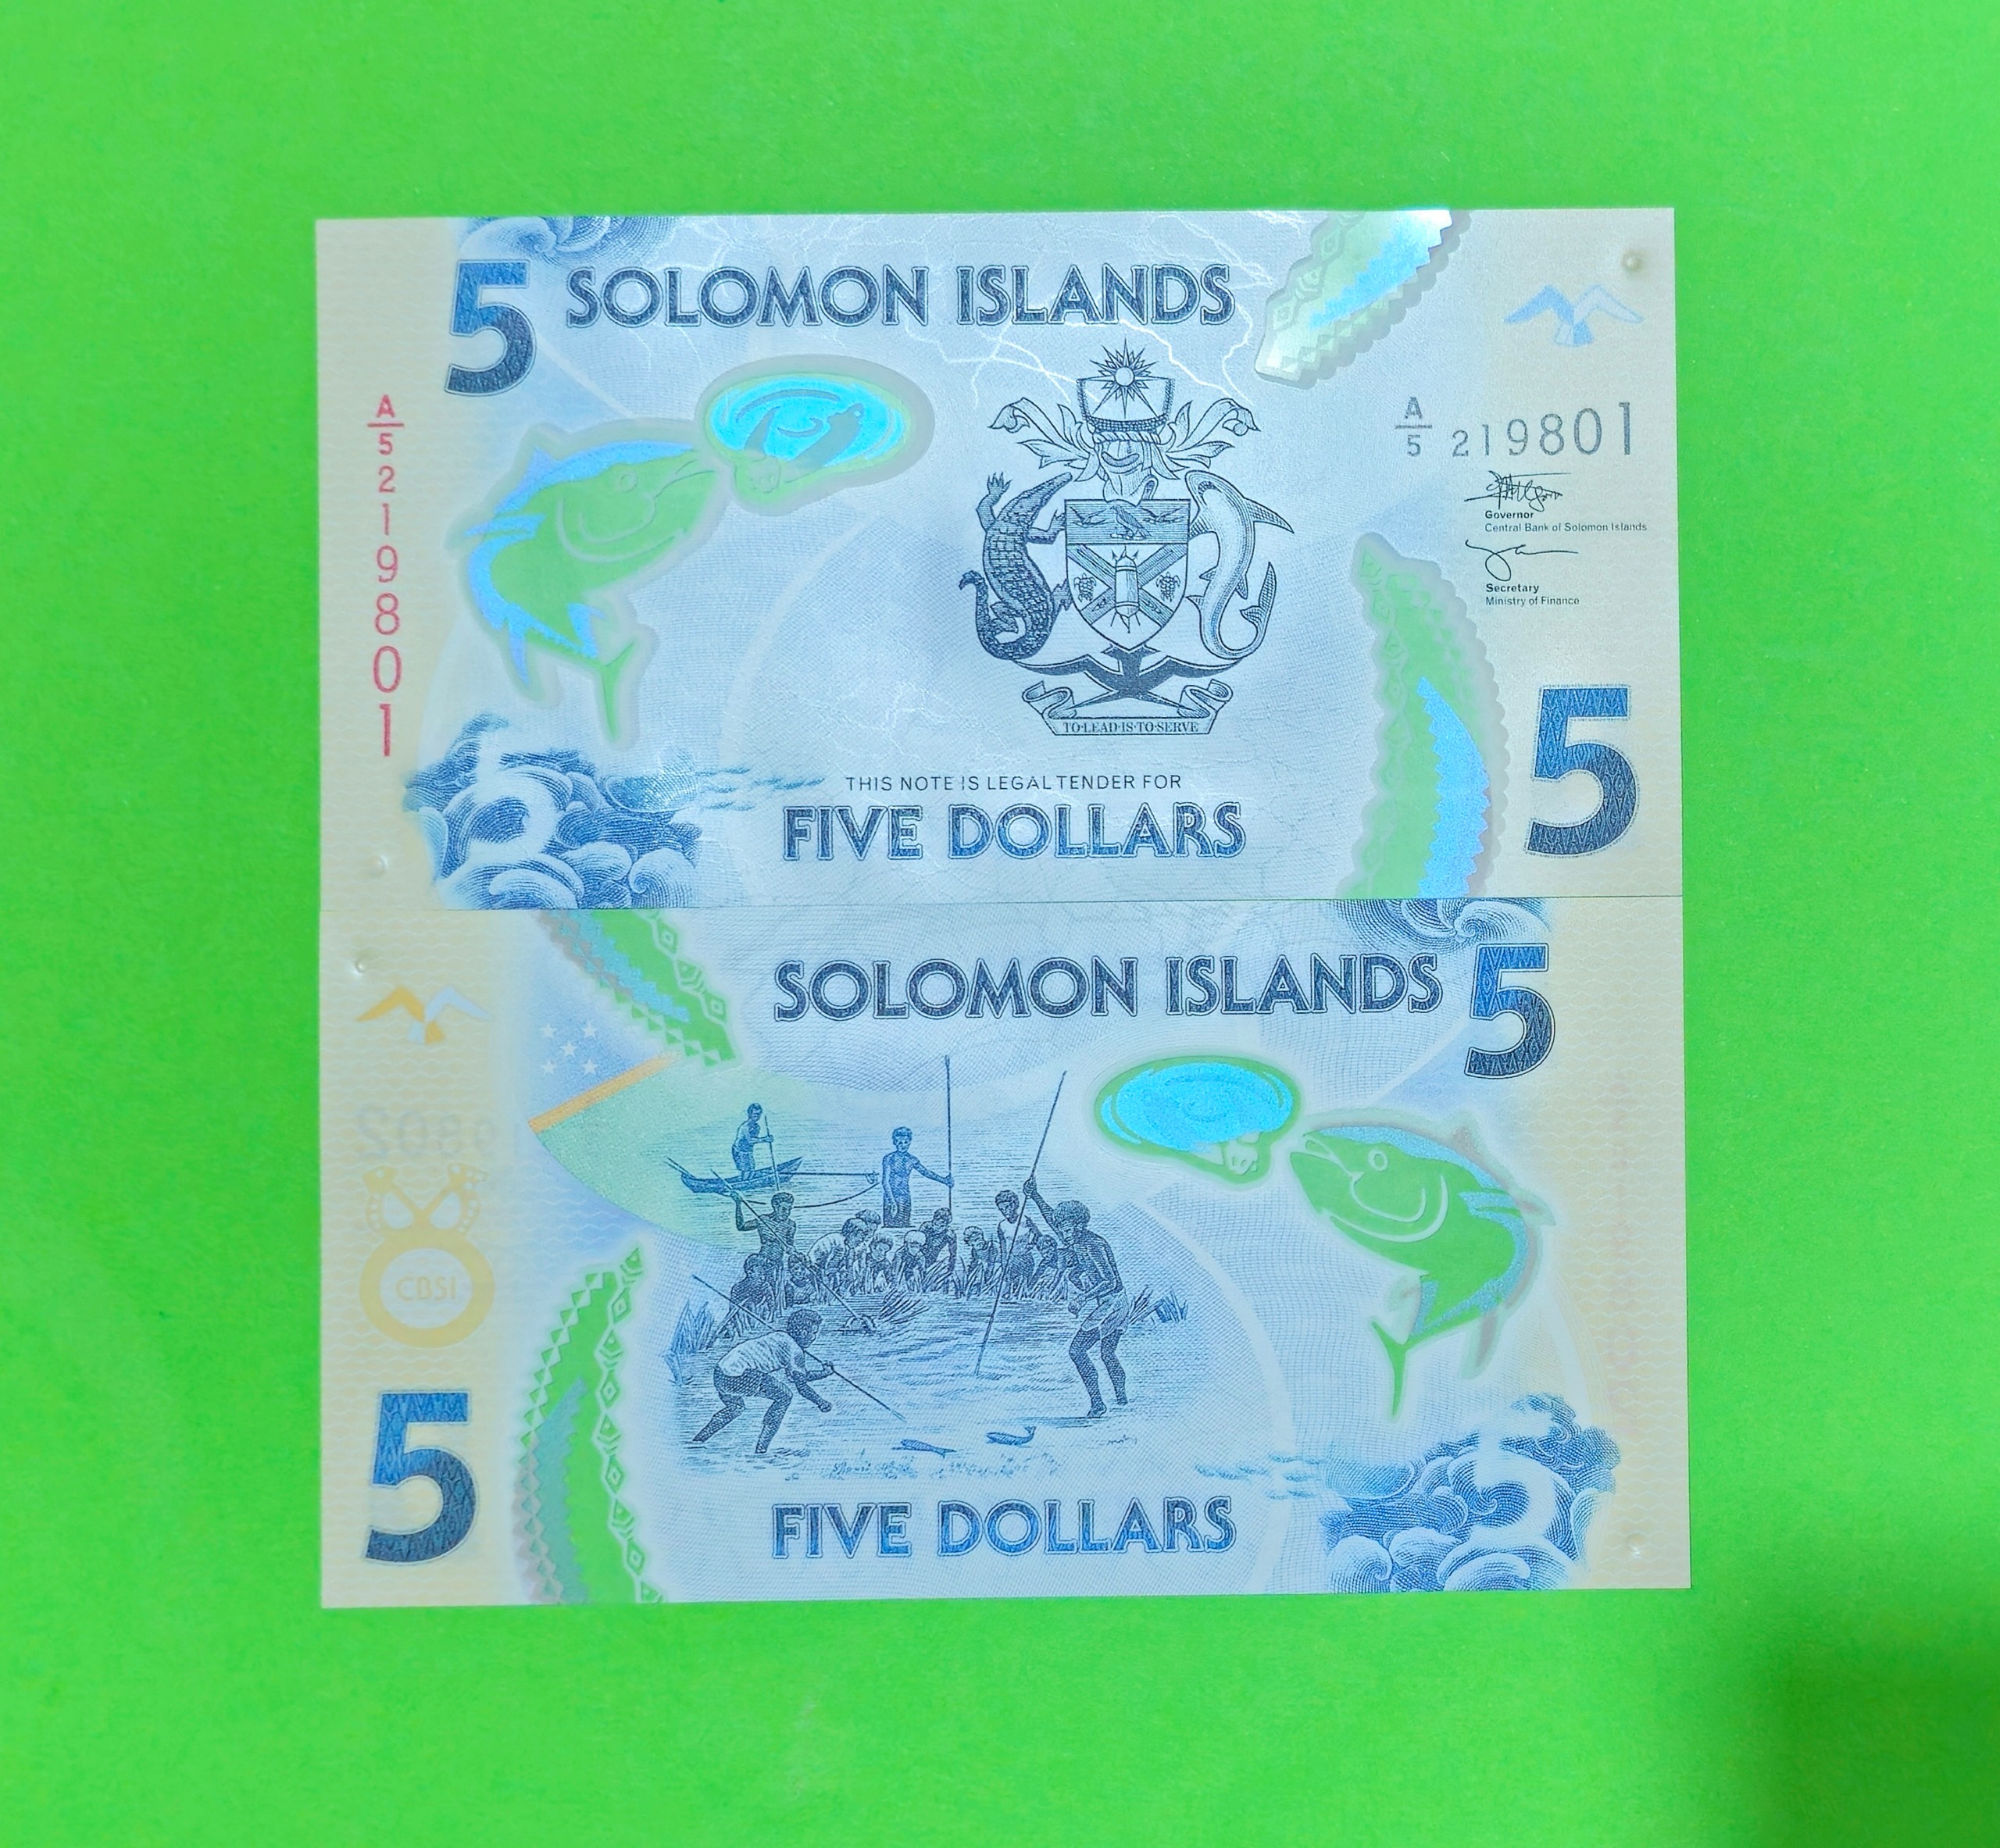 5 SOLOMON ISLANDS
A/5 219801
A/5 219801
Governor
Central Bank of Solomon Islands
Secretary
Ministry of Finance
TO·LEAD·IS·TO·SERVE
THIS NOTE IS LEGAL TENDER FOR
FIVE DOLLARS
5
SOLOMON ISLANDS 5
CBSI
5
FIVE DOLLARS